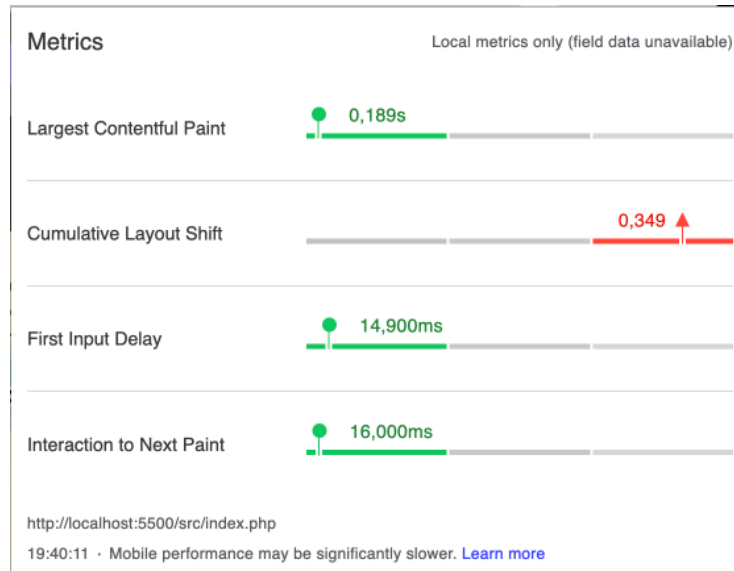 Metrics
Local metrics only (field data unavailable)
Largest Contentful Paint
0,189s
Cumulative Layout Shift
0,349
First Input Delay
14,900ms
Interaction to Next Paint
16,000ms
http://localhost:5500/src/index.php
19:40:11 · Mobile performance may be significantly slower. Learn more